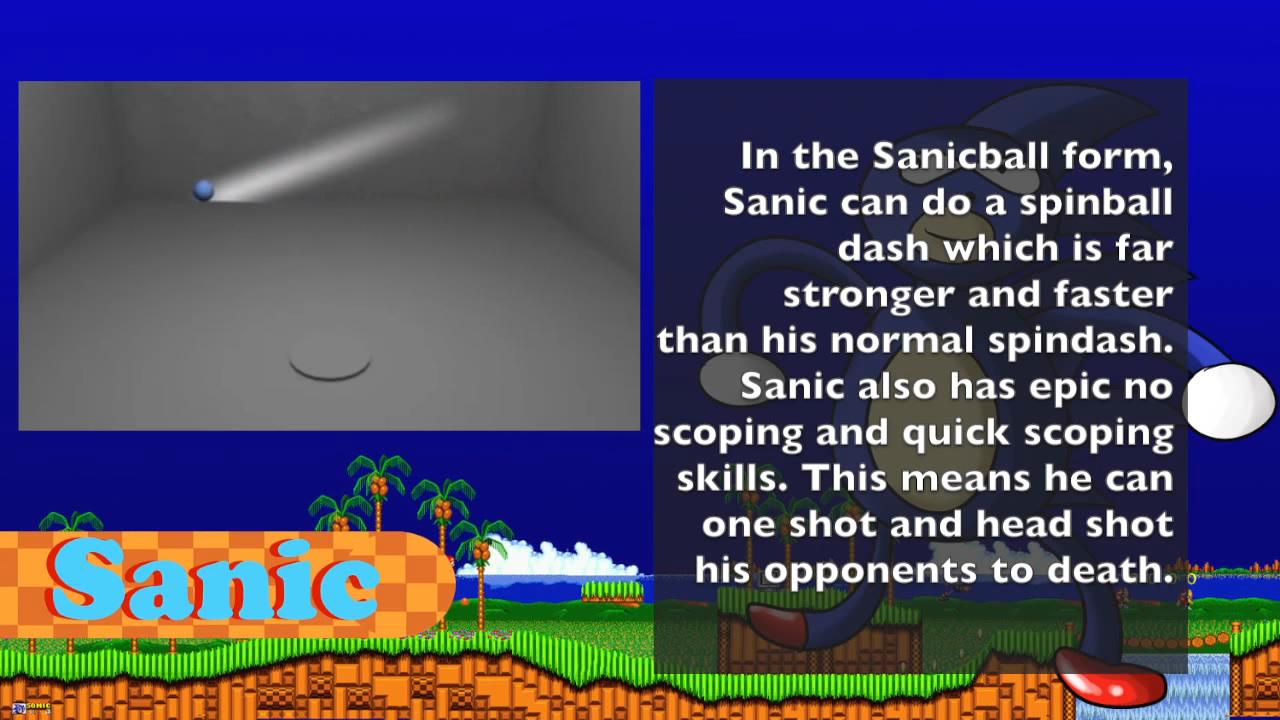 In the Sanicball form,
Sanic can do a spinball
dash which is far
stronger and faster
than his normal spindash.
Sanic also has epic no
scoping and quick scoping
skills. This means he can
one shot and head shot
his opponents to death.
Sanic
SONIC